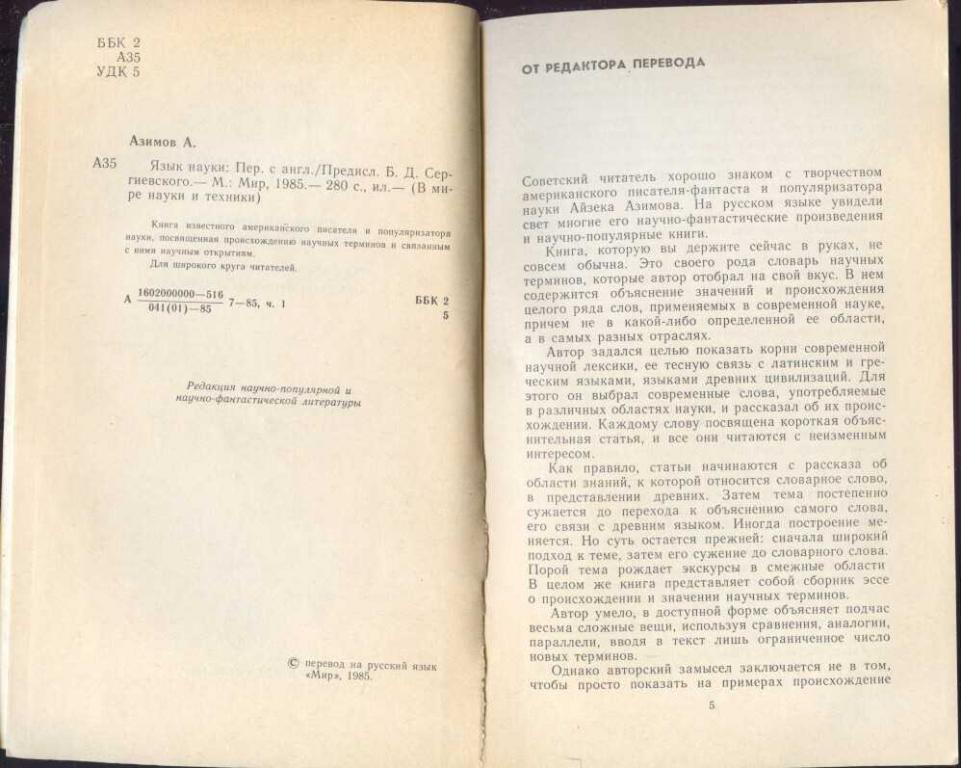 ББК 2
А35
УДК 5
Азимов А.
А35
Язык науки: Пер. с англ./Предисл. Б. Д. Сер-
гиевского.— М.: Мир, 1985.— 280 с., ил.— (В ми-
ре науки и техники)
Книга известного американского писателя и популяризатора
науки, посвященная происхождению научных терминов и связанным
с ними научным открытиям.
Для широкого круга читателей.
А 1602000000—516
041(01)—85
7—85, ч. 1
ББК 2
5
Редакция научно-популярной и
научно-фантастической литературы
© перевод на русский язык
«Мир», 1985.
ОТ РЕДАКТОРА ПЕРЕВОДА
Советский читатель хорошо знаком с творчеством
американского писателя-фантаста и популяризатора
науки Айзека Азимова. На русском языке увидели
свет многие его научно-фантастические произведения
и научно-популярные книги.
Книга, которую вы держите сейчас в руках, не
совсем обычна. Это своего рода словарь научных
терминов, которые автор отобрал на свой вкус. В нем
содержится объяснение значений и происхождения
целого ряда слов, применяемых в современной науке,
причем не в какой-либо определенной ее области,
а в самых разных отраслях.
Автор задался целью показать корни современной
научной лексики, ее тесную связь с латинским и гре-
ческим языками, языками древних цивилизаций. Для
этого он выбрал современные слова, употребляемые
в различных областях науки, и рассказал об их проис-
хождении. Каждому слову посвящена короткая объяс-
нительная статья, и все они читаются с неизменным
интересом.
Как правило, статьи начинаются с рассказа об
области знаний, к которой относится словарное слово,
в представлении древних. Затем тема постепенно
сужается до перехода к объяснению самого слова,
его связи с древним языком. Иногда построение ме-
няется. Но суть остается прежней: сначала широкий
подход к теме, затем его сужение до словарного слова.
Порой тема рождает экскурсы в смежные области
В целом же книга представляет собой сборник эссе
о происхождении и значении научных терминов.
Автор умело, в доступной форме объясняет подчас
весьма сложные вещи, используя сравнения, аналогии,
параллели, вводя в текст лишь ограниченное число
новых терминов.
Однако авторский замысел заключается не в том,
чтобы просто показать на примерах происхождение
5